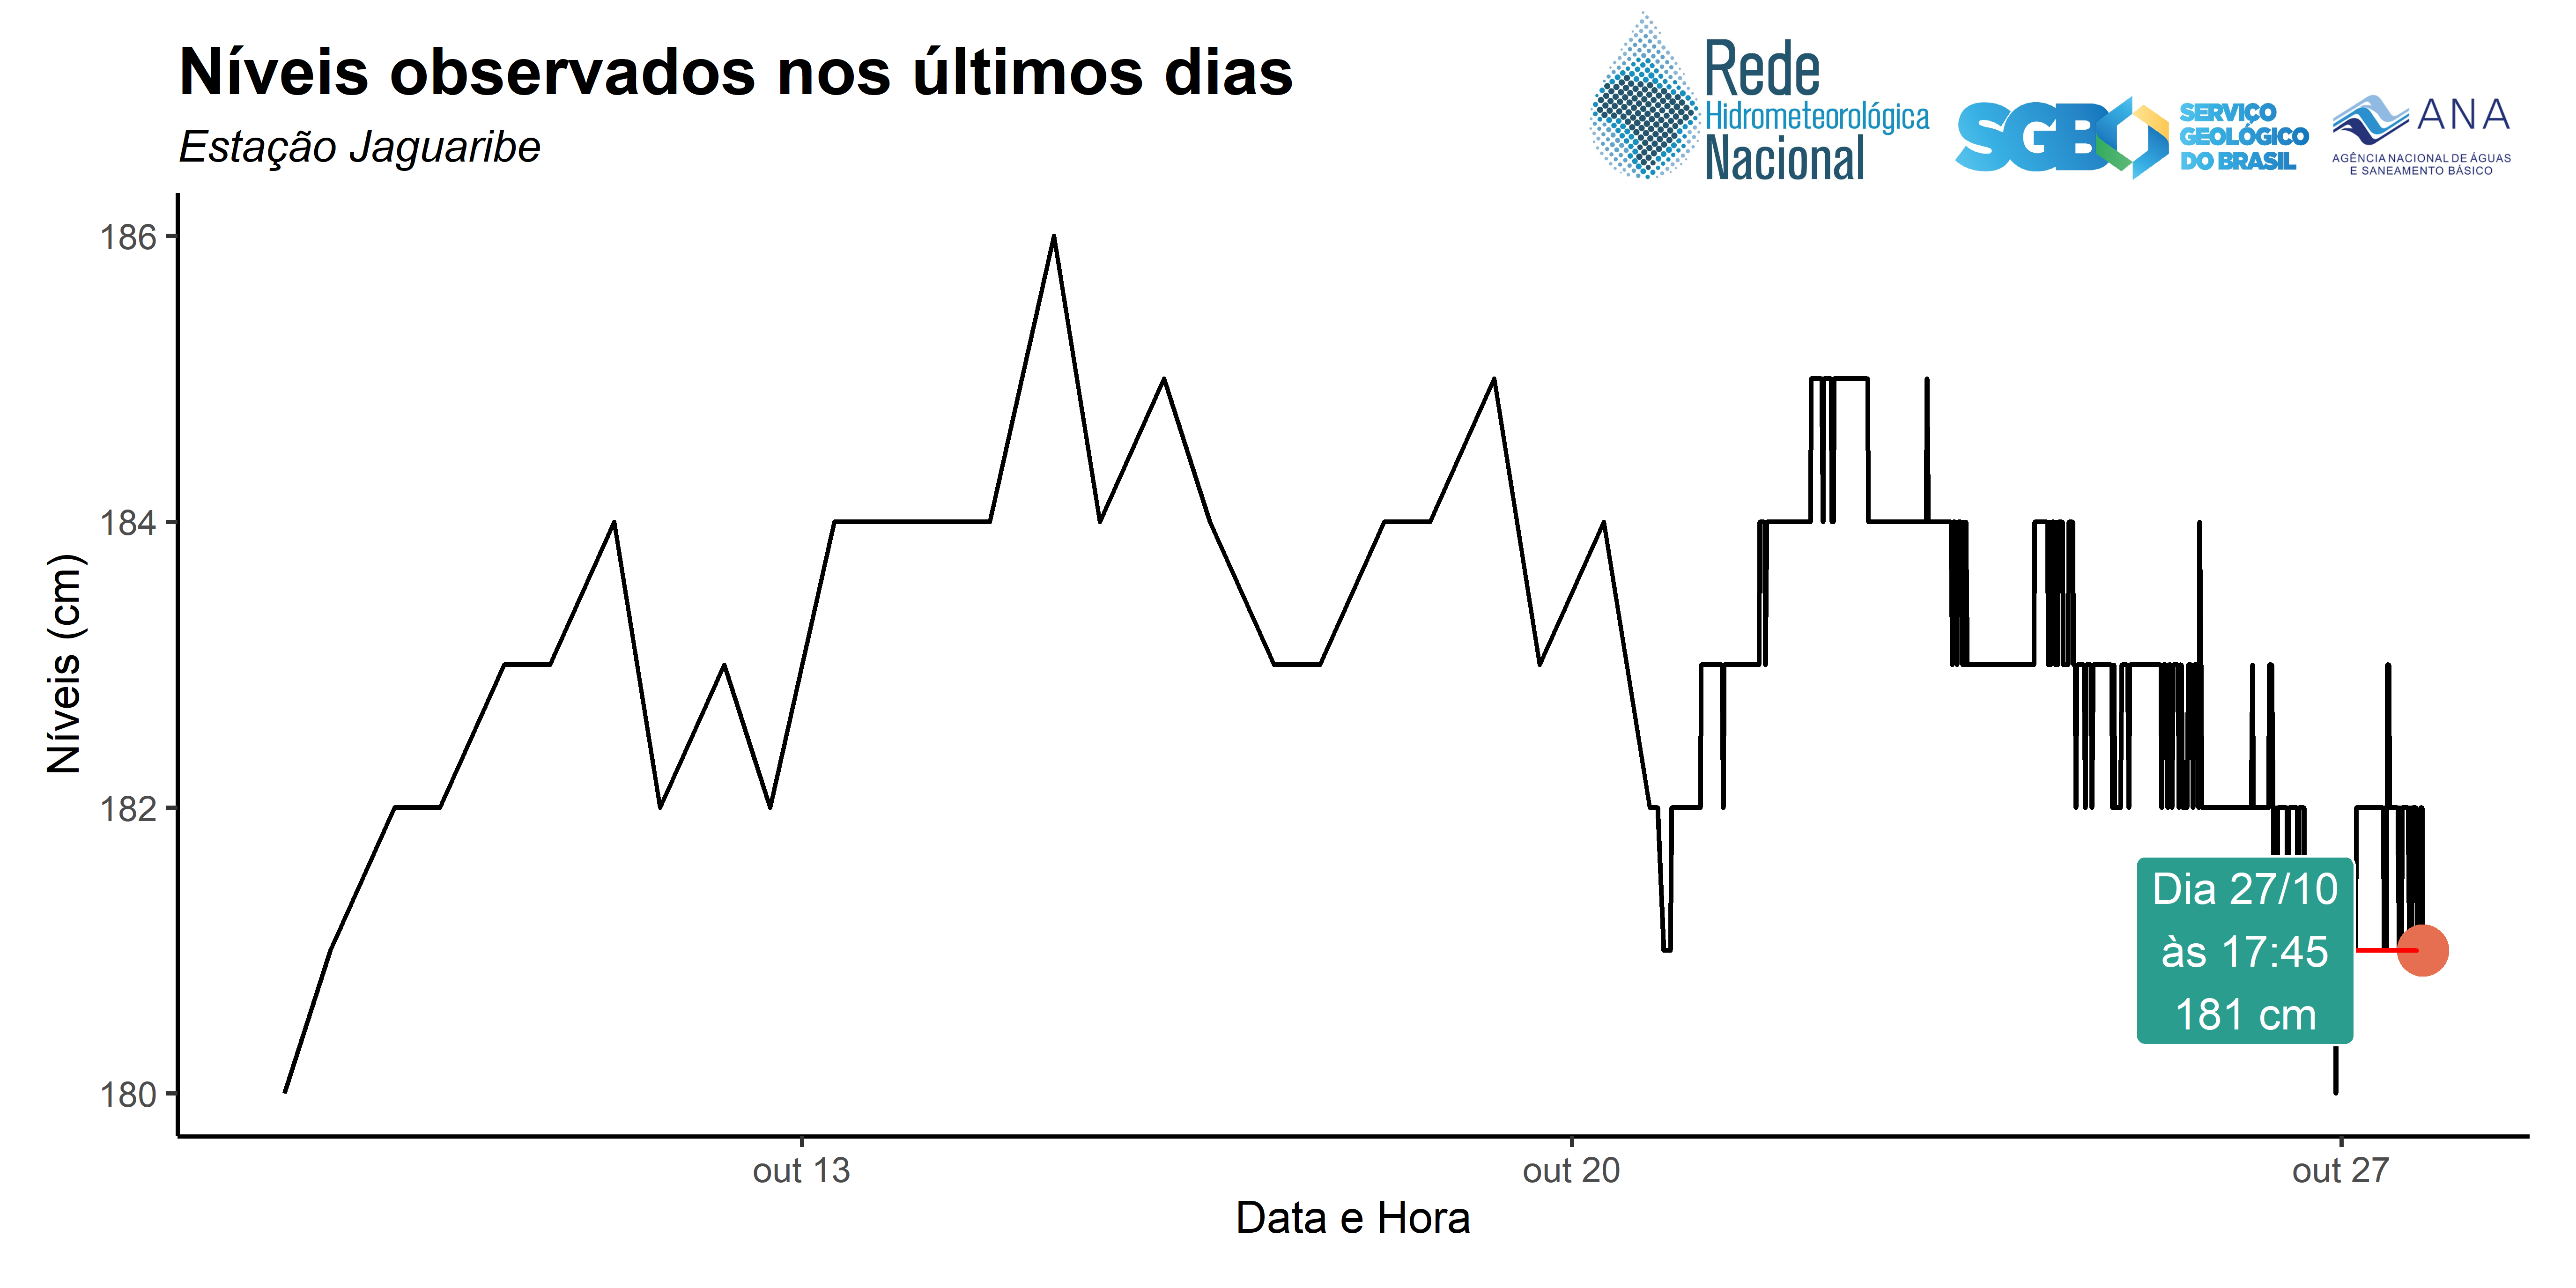 Níveis observados nos últimos dias
Estação Jaguaribe
Rede
Hidrometeorológica
Nacional
SGB
SERVIÇO
GEOLÓGICO
DO BRASIL
ANA
AGÊNCIA NACIONAL DE ÁGUAS
E SANEAMENTO BÁSICO
Níveis (cm)
186
184
182
180
Dia 27/10
às 17:45
181 cm
out 13
out 20
out 27
Data e Hora